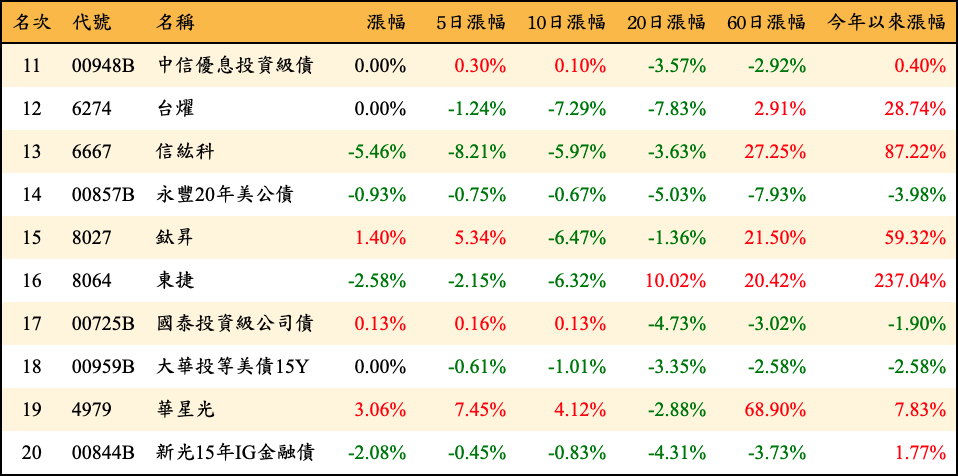 名次 代號 名稱 漲幅 5日漲幅 10日漲幅 20日漲幅 60日漲幅 今年以來漲幅
11 00948B 中信優息投資級債 0.00% 0.30% 0.10% -3.57% -2.92% 0.40%
12 6274 台燿 0.00% -1.24% -7.29% -7.83% 2.91% 28.74%
13 6667 信紘科 -5.46% -8.21% -5.97% -3.63% 27.25% 87.22%
14 00857B 永豐20年美公債 -0.93% -0.75% -0.67% -5.03% -7.93% -3.98%
15 8027 鈦昇 1.40% 5.34% -6.47% -1.36% 21.50% 59.32%
16 8064 東捷 -2.58% -2.15% -6.32% 10.02% 20.42% 237.04%
17 00725B 國泰投資級公司債 0.13% 0.16% 0.13% -4.73% -3.02% -1.90%
18 00959B 大華投等美債15Y 0.00% -0.61% -1.01% -3.35% -2.58% -2.58%
19 4979 華星光 3.06% 7.45% 4.12% -2.88% 68.90% 7.83%
20 00844B 新光15年IG金融債 -2.08% -0.45% -0.83% -4.31% -3.73% 1.77%